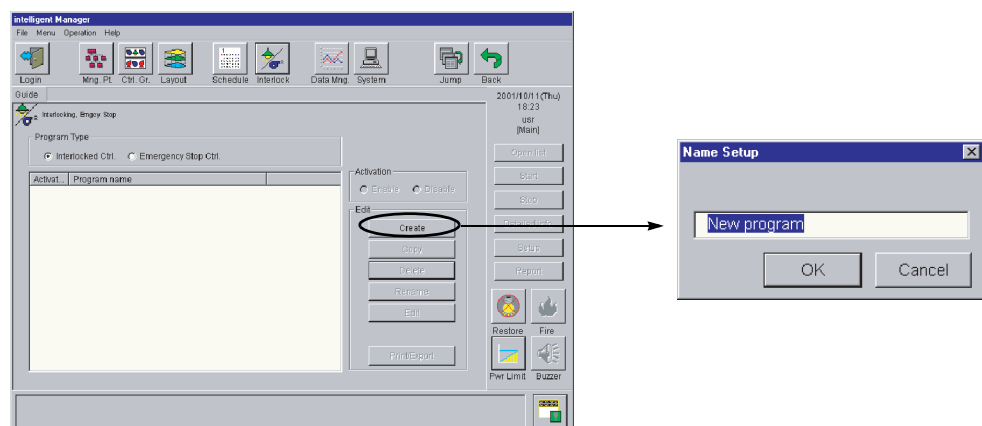 intelligent Manager
File Menu Operation Help
Login Mng. Pt. Ctrl. Gr. Layout Schedule Interlock Data Mng. System Jump Back
Guide
2001/10/11(Thu)
18:23
usr
[Main]
Interlocking, Emgcy Stop
Program Type
Interlocked Ctrl. Emergency Stop Ctrl.
Activat... Program name
Activation
Enable Disable
Edit
Create
Copy
Delete
Rename
Edit
Print/Export
Open list
Start
Stop
Setup
Report
Restore Fire
Pwr Limit Buzzer
Name Setup
New program
OK Cancel